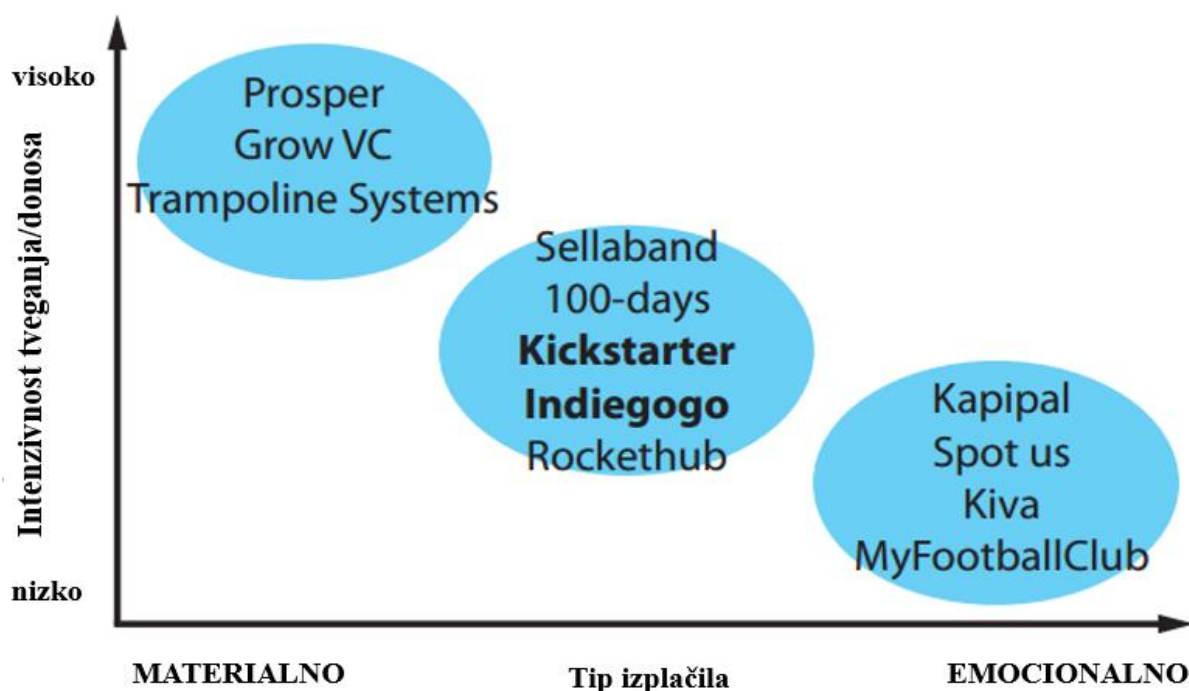 visoko
Intenzivnost tveganja/donosa
nizko
Prosper
Grow VC
Trampoline Systems
Sellaband
100-days
Kickstarter
Indiegogo
Rockethub
Kapipal
Spot us
Kiva
MyFootballClub
MATERIALNO
Tip izplačila
EMOCIONALNO